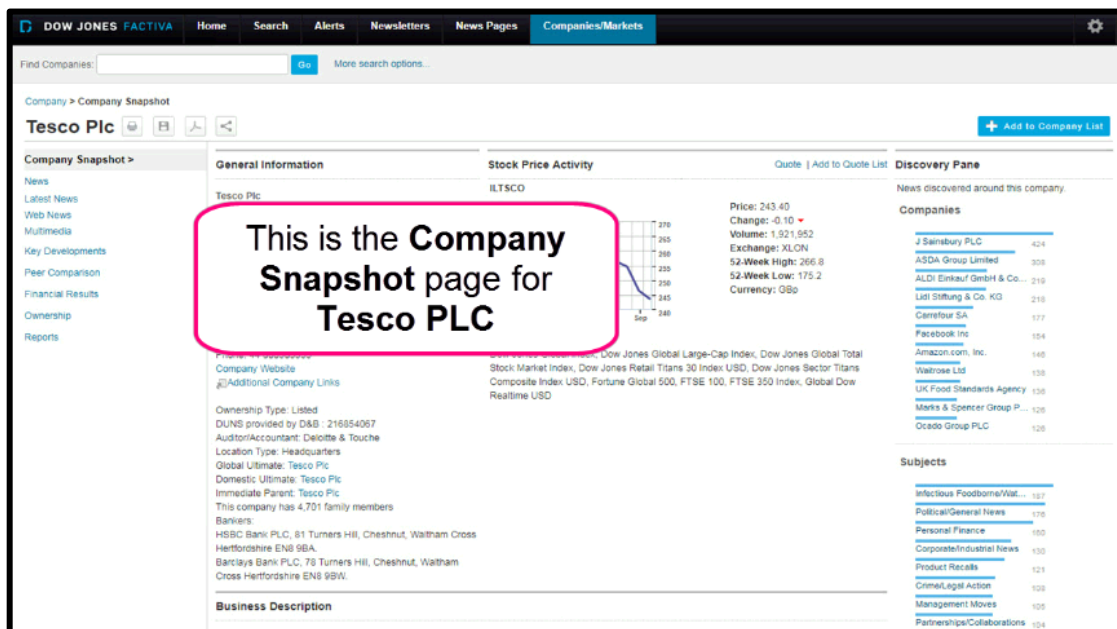 DOW JONES FACTIVA
Home Search Alerts Newsletters News Pages Companies/Markets
Find Companies: Go More search options...
Company > Company Snapshot
Tesco Plc
Add to Company List
Company Snapshot >
News
Latest News
Web News
Multimedia
Key Developments
Peer Comparison
Financial Results
Ownership
Reports
General Information
Tesco Plc
This is the Company
Snapshot page for
Tesco PLC
Company Website
Additional Company Links
Ownership Type: Listed
DUNS provided by D&B : 216854067
Auditor/Accountant: Deloitte & Touche
Location Type: Headquarters
Global Ultimate: Tesco Plc
Domestic Ultimate: Tesco Plc
Immediate Parent: Tesco Plc
This company has 4,701 family members
Bankers:
HSBC Bank PLC, 81 Turners Hill, Cheshnut, Waltham Cross
Hertfordshire EN8 9BA.
Barclays Bank PLC, 78 Turners Hill, Cheshnut, Waltham
Cross Hertfordshire EN8 9BW.
Business Description
Stock Price Activity
Quote | Add to Quote List
ILTSCO
270
265
260
255
250
245
240
Sep
Price: 243.40
Change: -0.10
Volume: 1,921,952
Exchange: XLON
52-Week High: 266.8
52-Week Low: 175.2
Currency: GBp
Dow Jones Global Large-Cap Index, Dow Jones Global Total
Stock Market Index, Dow Jones Retail Titans 30 Index USD, Dow Jones Sector Titans
Composite Index USD, Fortune Global 500, FTSE 100, FTSE 350 Index, Global Dow
Realtime USD
Discovery Pane
News discovered around this company.
Companies
J Sainsbury PLC 424
ASDA Group Limited 308
ALDI Einkauf GmbH & Co... 219
Lidl Stiftung & Co. KG 216
Carrefour SA 177
Facebook Inc 154
Amazon.com, Inc. 146
Waitrose Ltd 138
UK Food Standards Agency 136
Marks & Spencer Group P... 126
Ocado Group PLC 126
Subjects
Infectious Foodborne/Wat... 187
Political/General News 176
Personal Finance 160
Corporate/Industrial News 130
Product Recalls 121
Crime/Legal Action 109
Management Moves 105
Partnerships/Collaborations 104